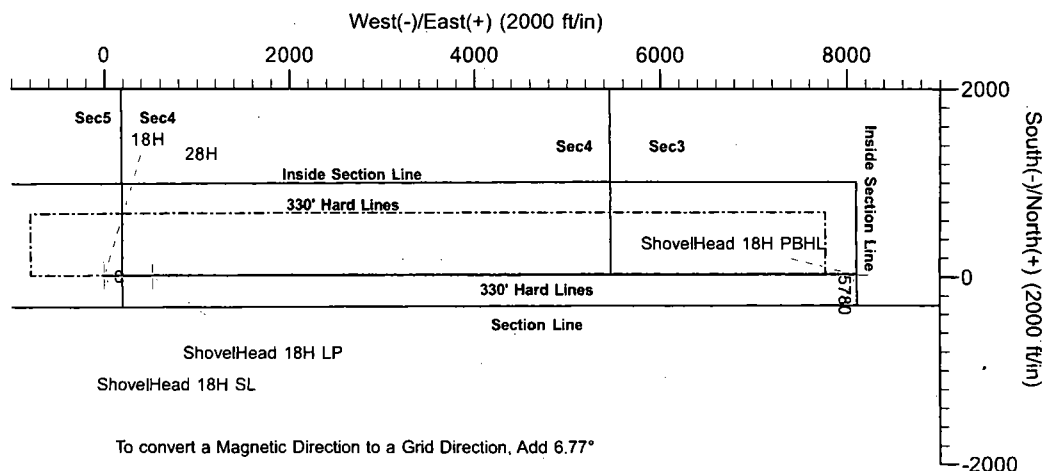 West(-)/East(+) (2000 ft/in)
0 2000 4000 6000 8000
2000
Sec5 Sec4
18H
28H
Sec4 Sec3
Inside Section Line
Inside Section Line
330' Hard Lines
ShovelHead 18H PBHL
South(-)/North(+) (2000 ft/in)
0
5780
330' Hard Lines
Section Line
ShovelHead 18H LP
ShovelHead 18H SL
To convert a Magnetic Direction to a Grid Direction, Add 6.77°
-2000